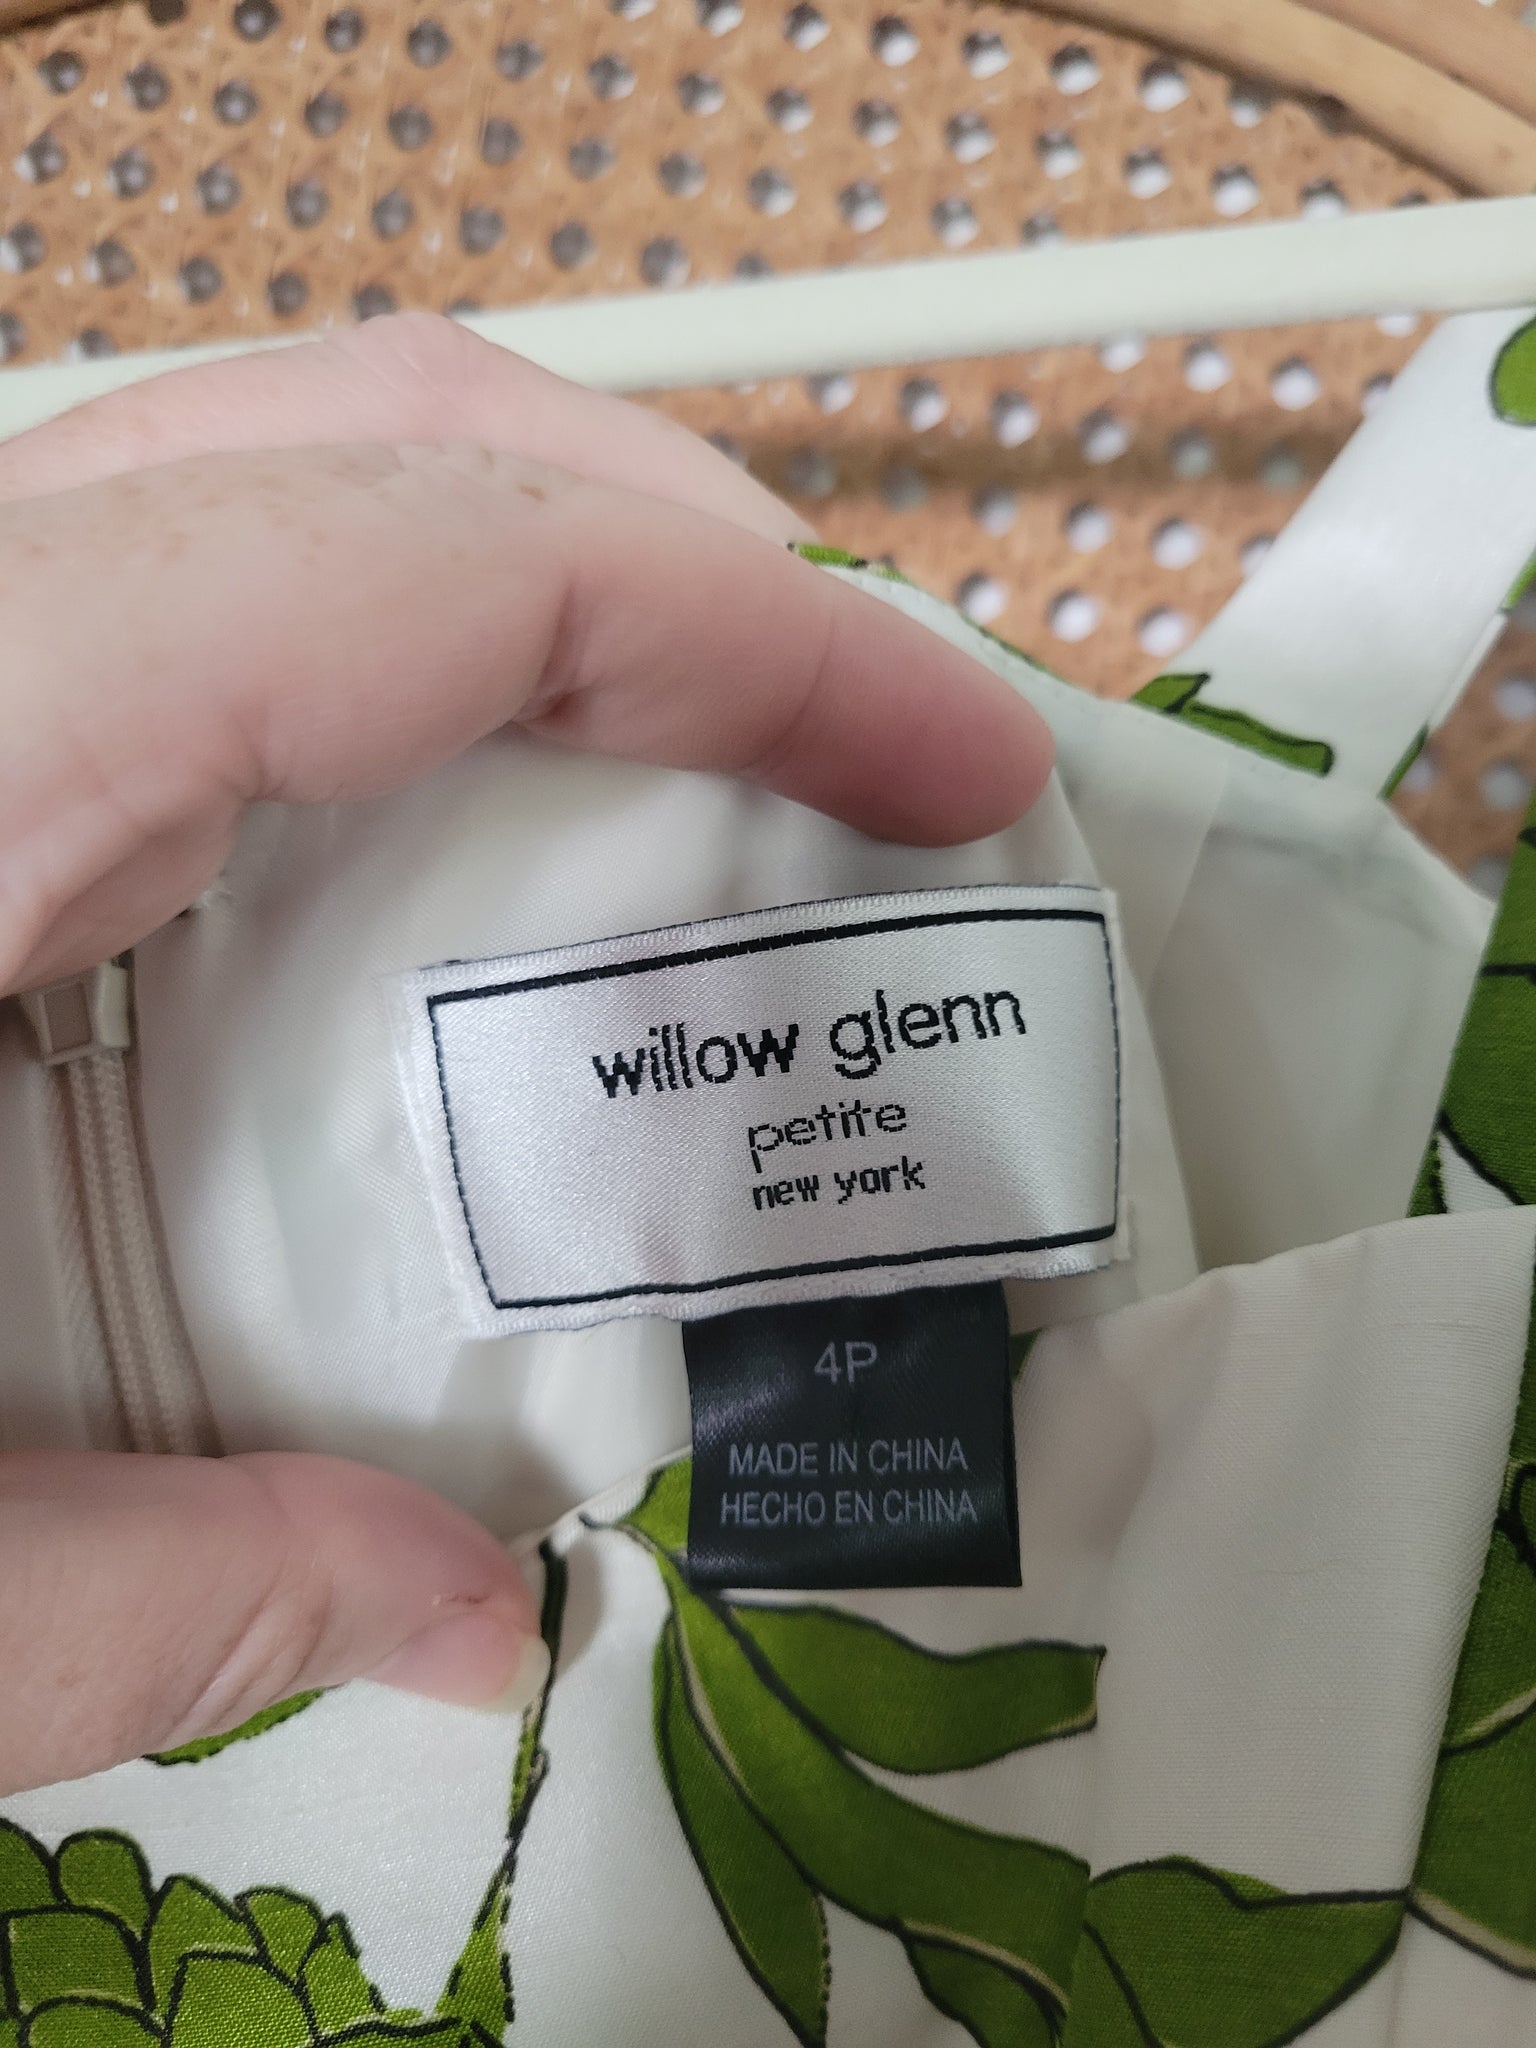 willow glenn
petite
new york
4P
MADE IN CHINA
HECHO EN CHINA